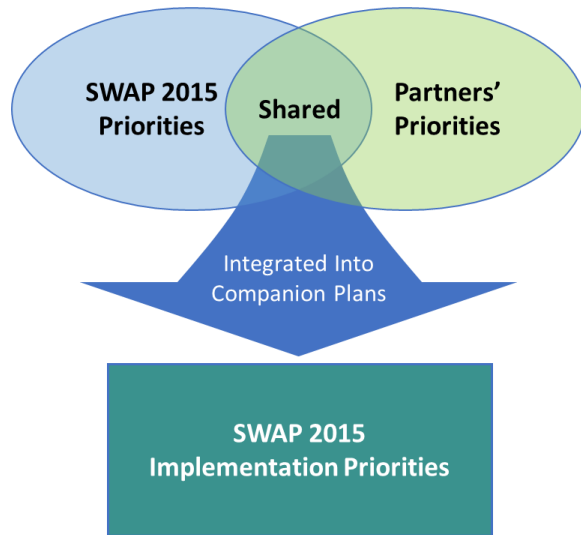 SWAP 2015
Priorities
Shared
Partners’
Priorities
Integrated Into
Companion Plans
SWAP 2015
Implementation Priorities